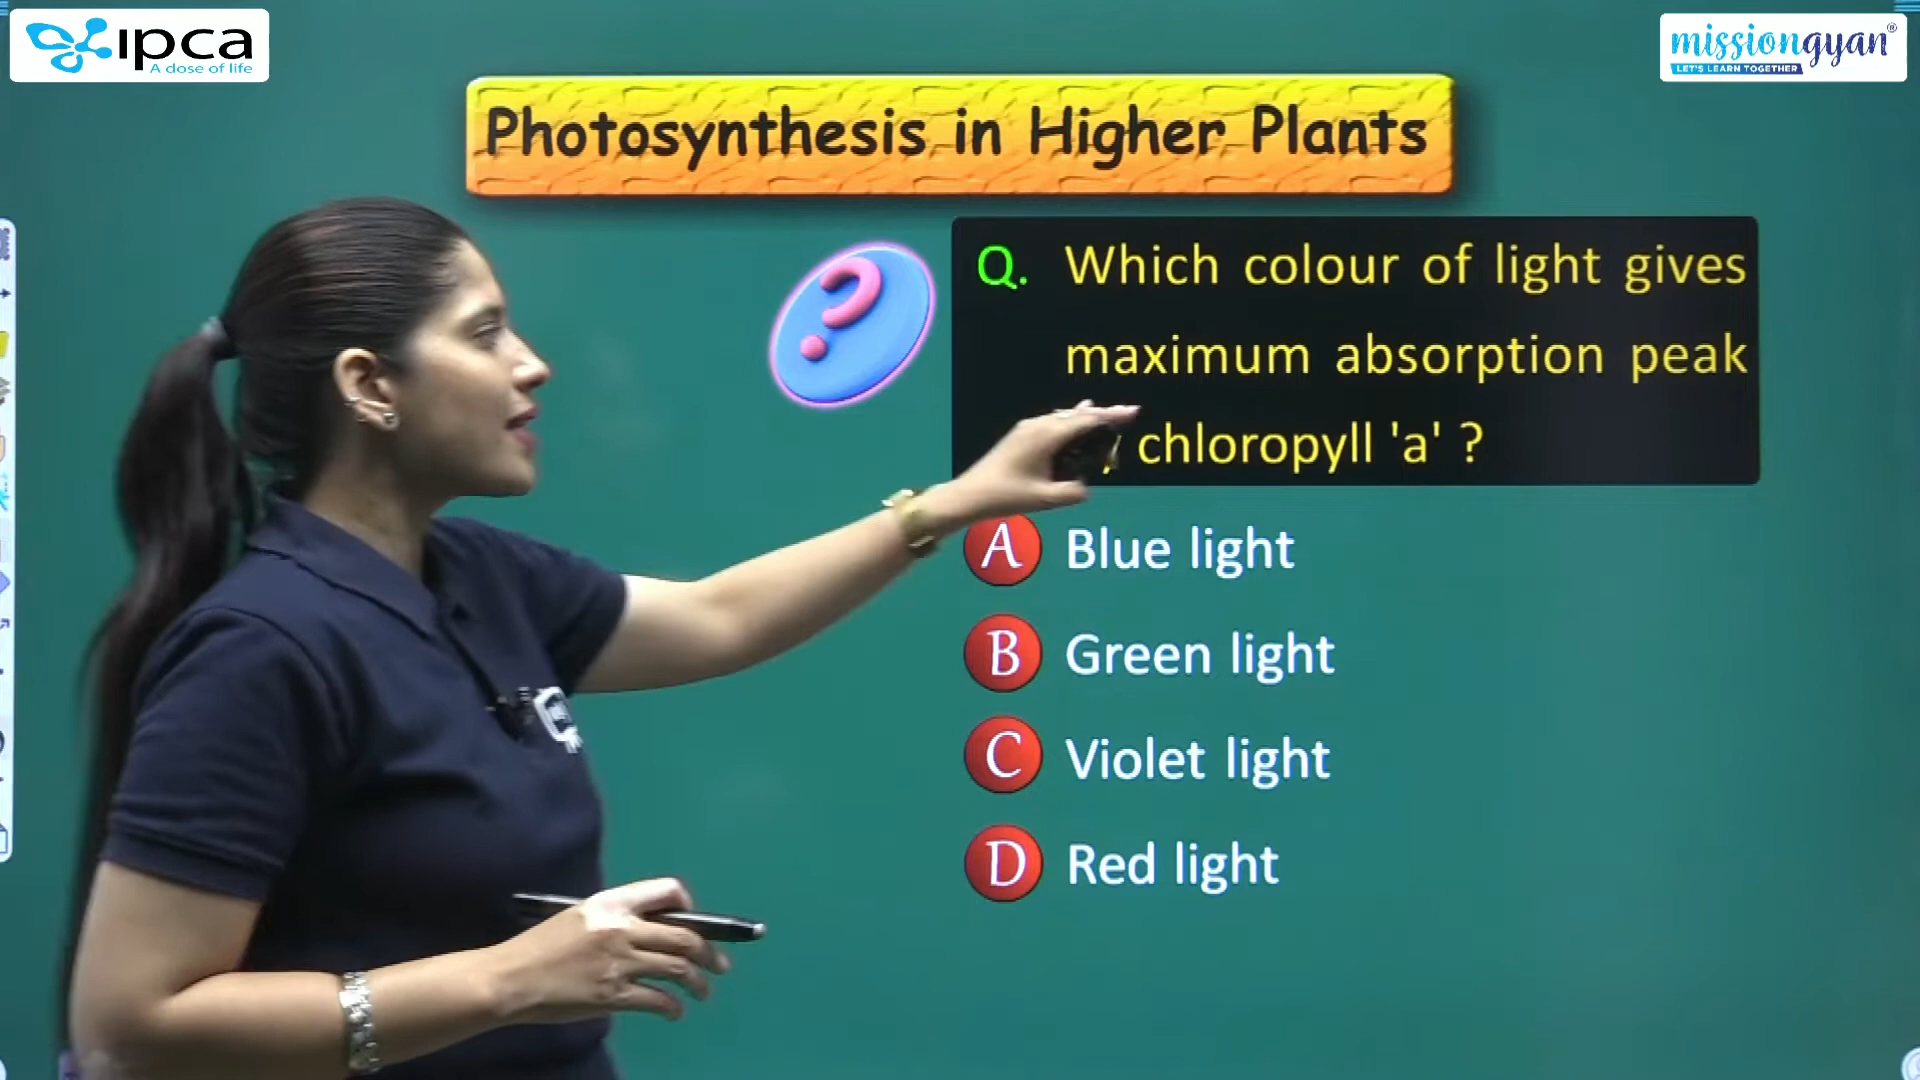 ipca
A dose of life
missiongyan®
LET'S LEARN TOGETHER
Photosynthesis in Higher Plants
Q. Which colour of light gives
maximum absorption peak
chloropyll 'a' ?
A Blue light
B Green light
C Violet light
D Red light